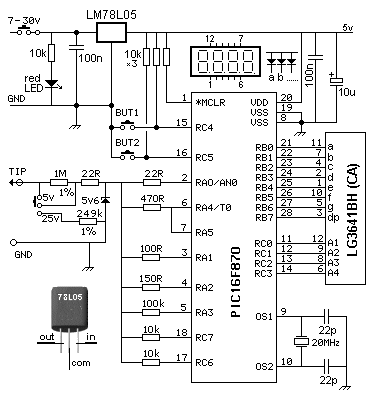 7-30v LM78L05 5v
12 7
10k 100n 10k ×3
a b ......
red LED
1 6
100n 10u
GND
1 *MCLR VDD 20
VSS 19
BUT1 15 RC4 VSS 8
BUT2
16 RC5
RB0 21 11 a
RB1 22 7 b
RB2 23 4 c
RB3 24 2 d
RB4 25 1 e
RB5 26 10 f
RB6 27 5 g
RB7 28 3 dp
TIP 1M 22R 22R 2 RA0/AN0
5v 1% 5v6 470R 6 RA4/T0
25v 249k
1% 7 RA5
GND
100R 3 RA1
RC0 11 12 A1
RC1 12 9 A2
RC2 13 8 A3
RC3 14 6 A4
LG3641BH (CA)
PIC16F870
150R 4 RA2
78L05
100k 5 RA3 OS1 9 22p
out in 10k 18 RC7 20MHz
com 10k 17 RC6 OS2 10 22p